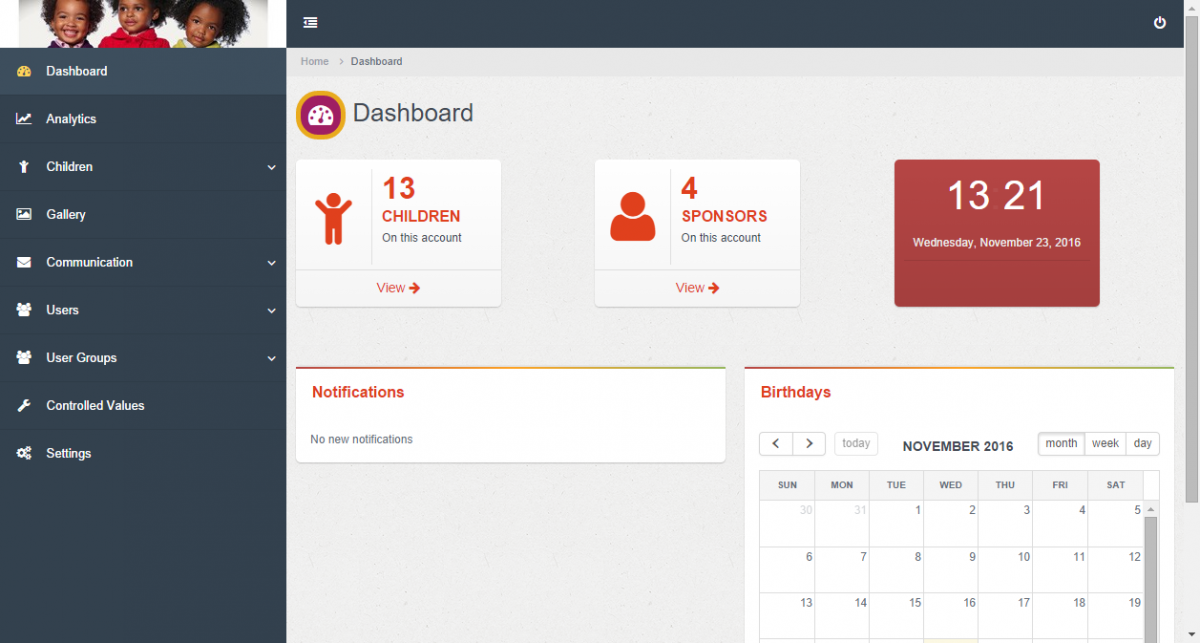 Dashboard
Analytics
Children
Gallery
Communication
Users
User Groups
Controlled Values
Settings
Home > Dashboard
Dashboard
13
CHILDREN
On this account
View
4
SPONSORS
On this account
View
13 21
Wednesday, November 23, 2016
Notifications
No new notifications
Birthdays
today NOVEMBER 2016 month week day
SUN MON TUE WED THU FRI SAT
30 31 1 2 3 4 5
6 7 8 9 10 11 12
13 14 15 16 17 18 19